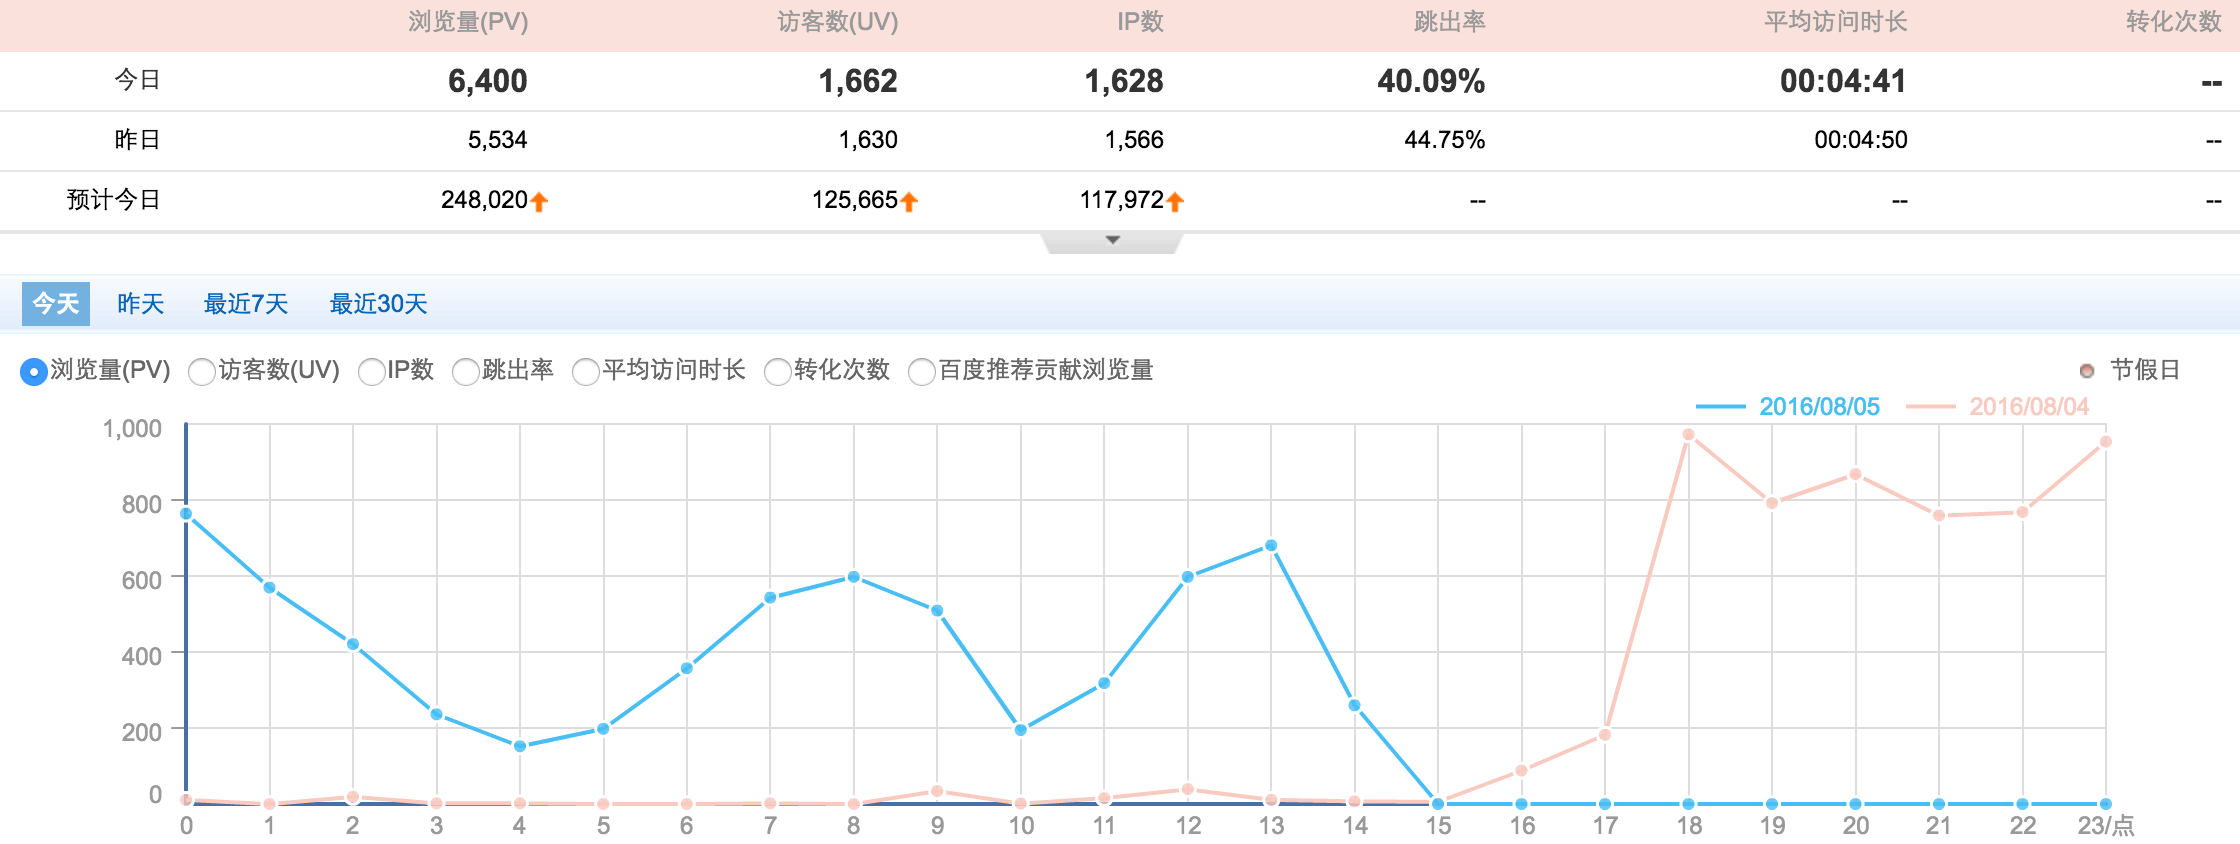 浏览量(PV) 访客数(UV) IP数 跳出率 平均访问时长 转化次数
今日 6,400 1,662 1,628 40.09% 00:04:41 --
昨日 5,534 1,630 1,566 44.75% 00:04:50 --
预计今日 248,020 125,665 117,972 -- -- --
今天 昨天 最近7天 最近30天
浏览量(PV) 访客数(UV) IP数 跳出率 平均访问时长 转化次数 百度推荐贡献浏览量 节假日
2016/08/05 2016/08/04
1,000
800
600
400
200
0
0 1 2 3 4 5 6 7 8 9 10 11 12 13 14 15 16 17 18 19 20 21 22 23/点